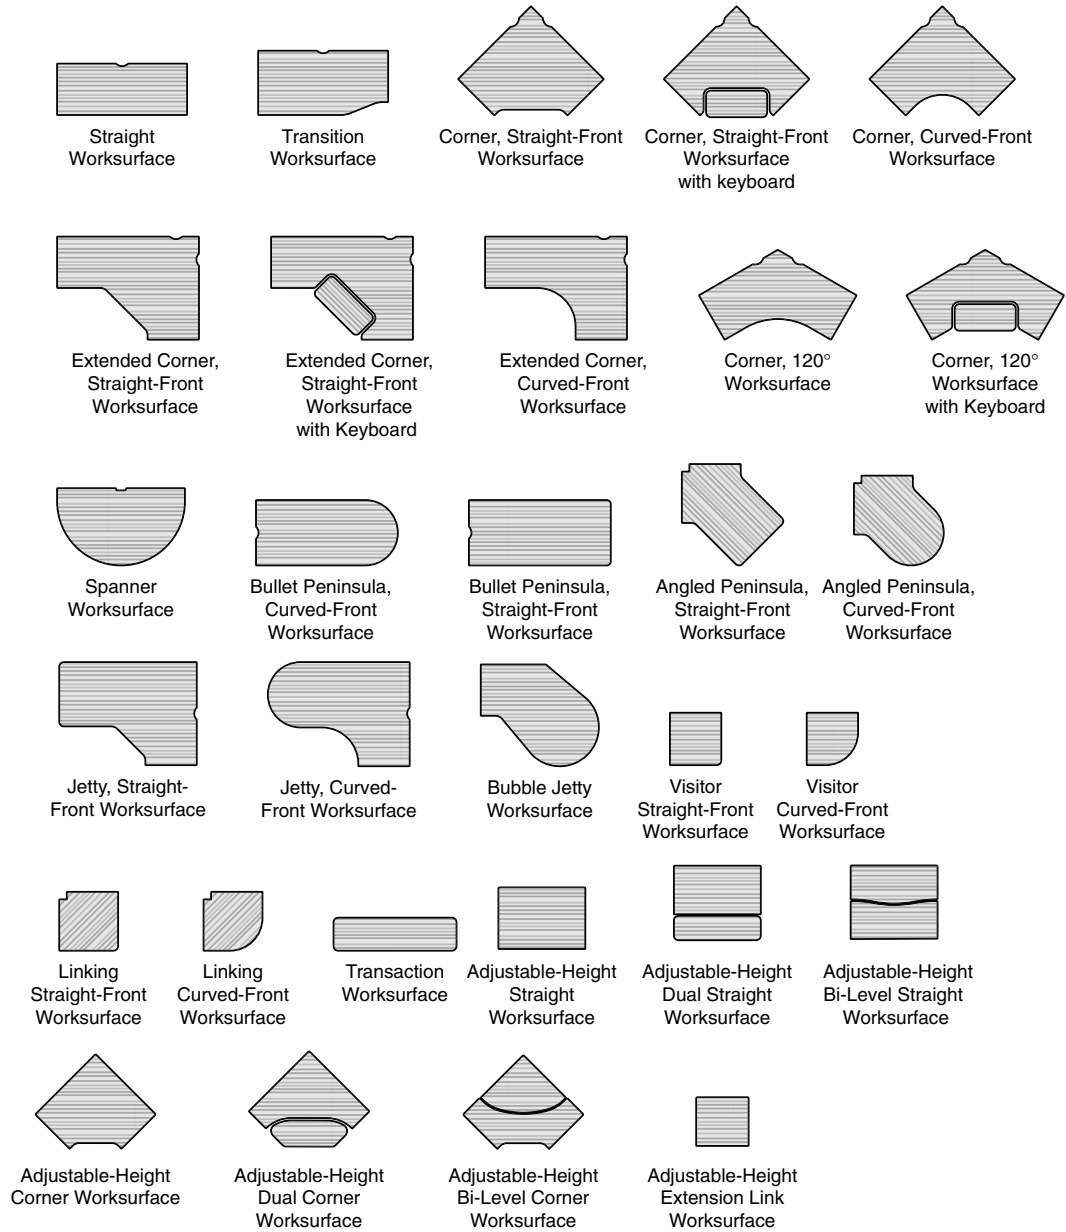 Straight
Worksurface
Transition
Worksurface
Corner, Straight-Front
Worksurface
Corner, Straight-Front
Worksurface
with keyboard
Corner, Curved-Front
Worksurface
Extended Corner,
Straight-Front
Worksurface
Extended Corner,
Straight-Front
Worksurface
with Keyboard
Extended Corner,
Curved-Front
Worksurface
Corner, 120°
Worksurface
Corner, 120°
Worksurface
with Keyboard
Spanner
Worksurface
Bullet Peninsula,
Curved-Front
Worksurface
Bullet Peninsula,
Straight-Front
Worksurface
Angled Peninsula,
Straight-Front
Worksurface
Angled Peninsula,
Curved-Front
Worksurface
Jetty, Straight-
Front Worksurface
Jetty, Curved-
Front Worksurface
Bubble Jetty
Worksurface
Visitor
Straight-Front
Worksurface
Visitor
Curved-Front
Worksurface
Linking
Straight-Front
Worksurface
Linking
Curved-Front
Worksurface
Transaction
Worksurface
Adjustable-Height
Straight
Worksurface
Adjustable-Height
Dual Straight
Worksurface
Adjustable-Height
Bi-Level Straight
Worksurface
Adjustable-Height
Corner Worksurface
Adjustable-Height
Dual Corner
Worksurface
Adjustable-Height
Bi-Level Corner
Worksurface
Adjustable-Height
Extension Link
Worksurface